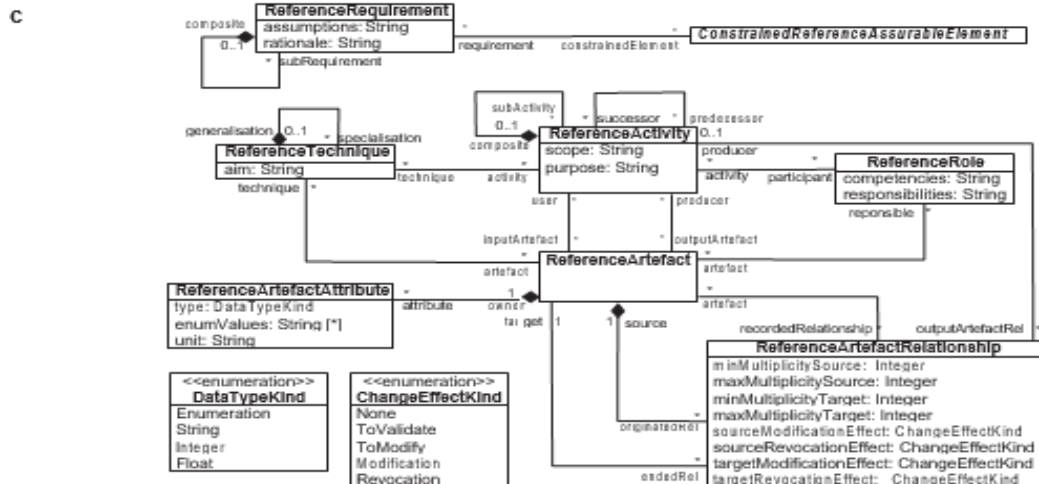 c
ReferenceRequirement
assumptions: String
rationale: String
composite
0..1
*
subRequirement
*
requirement
*
constrainedElement
ConstrainedReferenceAssurableElement
subActivity
*
0..1
composite
*
successor
*
predecessor
ReferenceActivity
scope: String
purpose: String
0..1
producer
generalisation
0..1
*
specialisation
ReferenceTechnique
aim: String
technique
*
*
technique
*
activity
*
activity
*
participant
ReferenceRole
competencies: String
responsibilities: String
reponsible
*
user
*
producer
inputArtefact
*
*
outputArtefact
ReferenceArtefact
*
artefact
*
artefact
*
artefact
ReferenceArtefactAttribute
type: DataTypeKind
enumValues: String [*]
unit: String
*
attribute
1
owner
target
1
1
source
recordedRelationship
*
outputArtefactRel
*
ReferenceArtefactRelationship
minMultiplicitySource: Integer
maxMultiplicitySource: Integer
minMultiplicityTarget: Integer
maxMultiplicityTarget: Integer
sourceModificationEffect: ChangeEffectKind
sourceRevocationEffect: ChangeEffectKind
targetModificationEffect: ChangeEffectKind
targetRevocationEffect: ChangeEffectKind
*
originatedRel
*
endedRel
<<enumeration>>
DataTypeKind
Enumeration
String
Integer
Float
<<enumeration>>
ChangeEffectKind
None
ToValidate
ToModify
Modification
Revocation